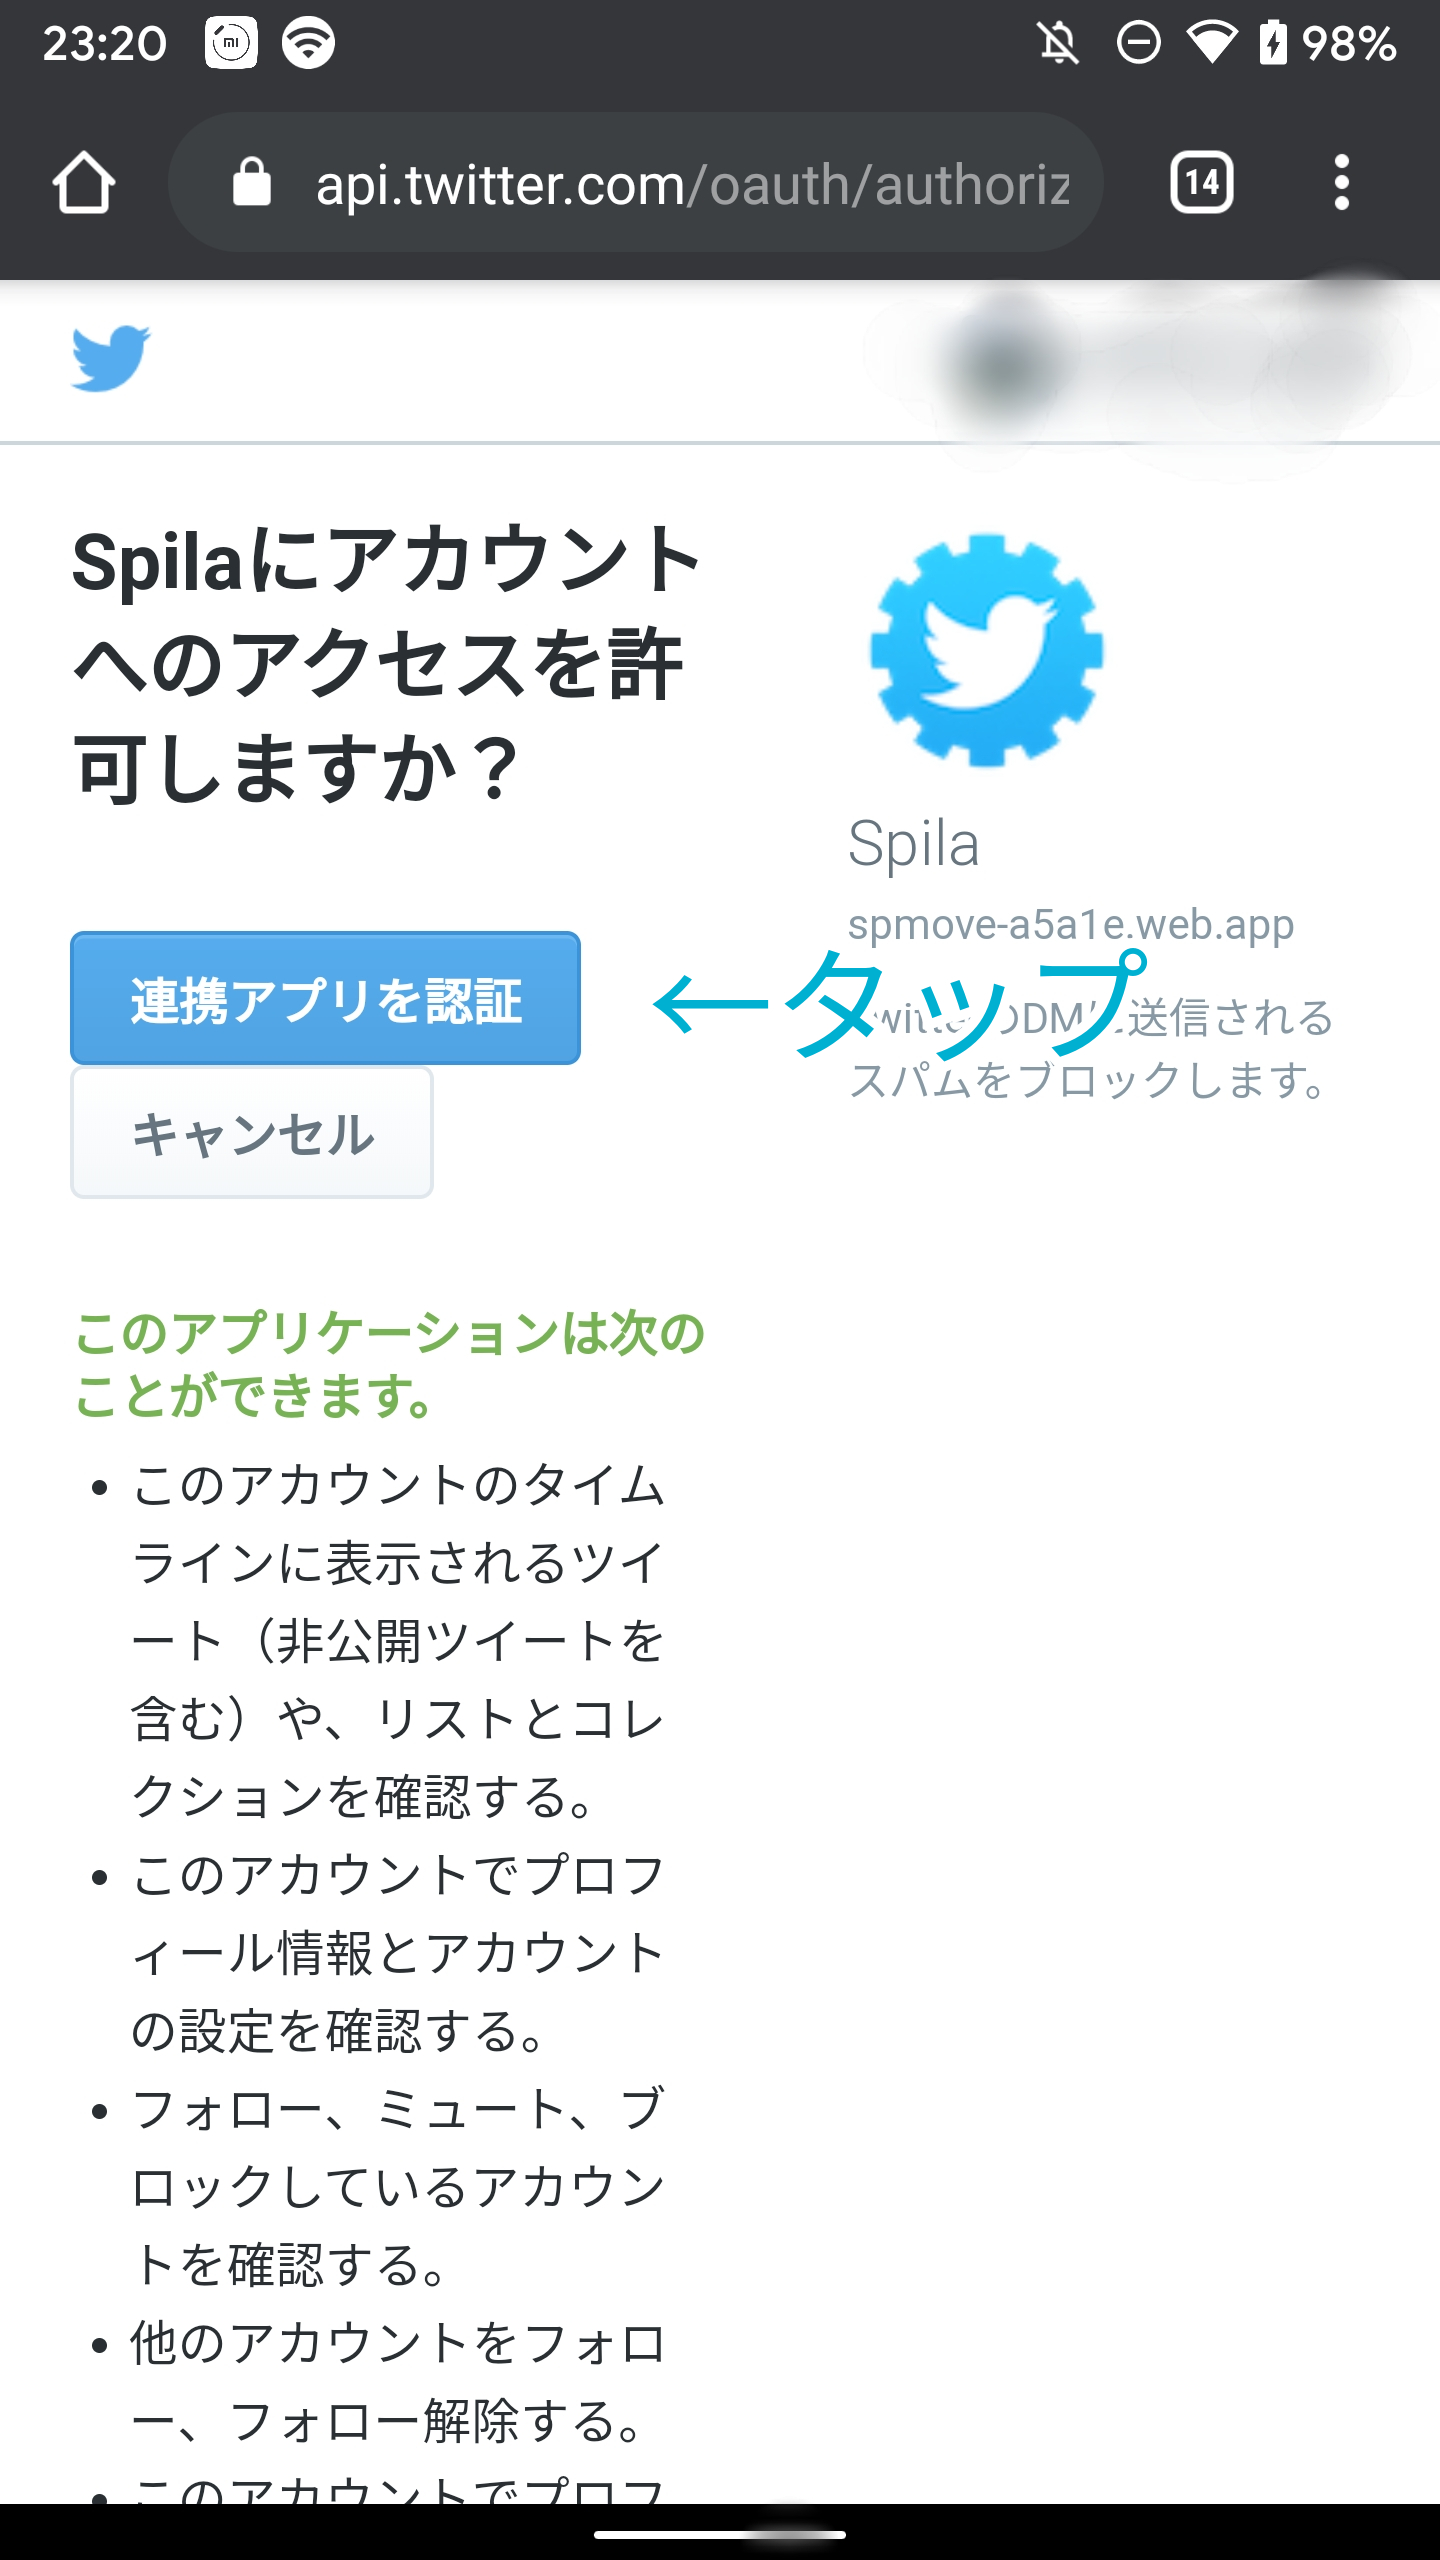 23:20
98%
api.twitter.com/oauth/authoriz
14
Spilaにアカウント
へのアクセスを許
可しますか？
Spila
spmove-a5a1e.web.app
連携アプリを認証
←タップ
DM
送信される
スパムをブロックします。
キャンセル
このアプリケーションは次の
ことができます。
• このアカウントのタイム
ラインに表示されるツイ
ート（非公開ツイートを
含む）や、リストとコレ
クションを確認する。
• このアカウントでプロフ
ィール情報とアカウント
の設定を確認する。
• フォロー、ミュート、ブ
ロックしているアカウン
トを確認する。
• 他のアカウントをフォロ
ー、フォロー解除する。
• このアカウントでプロフ